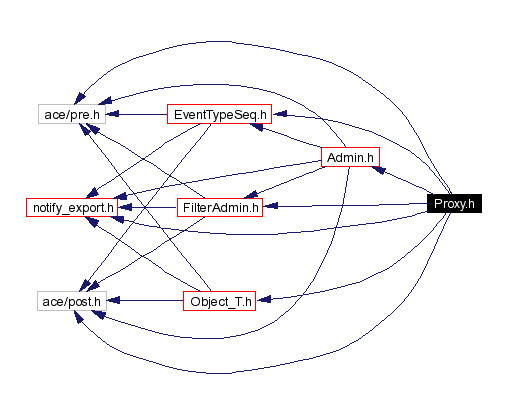 ace/pre.h
EventTypeSeq.h
Admin.h
Proxy.h
notify_export.h
FilterAdmin.h
ace/post.h
Object_T.h